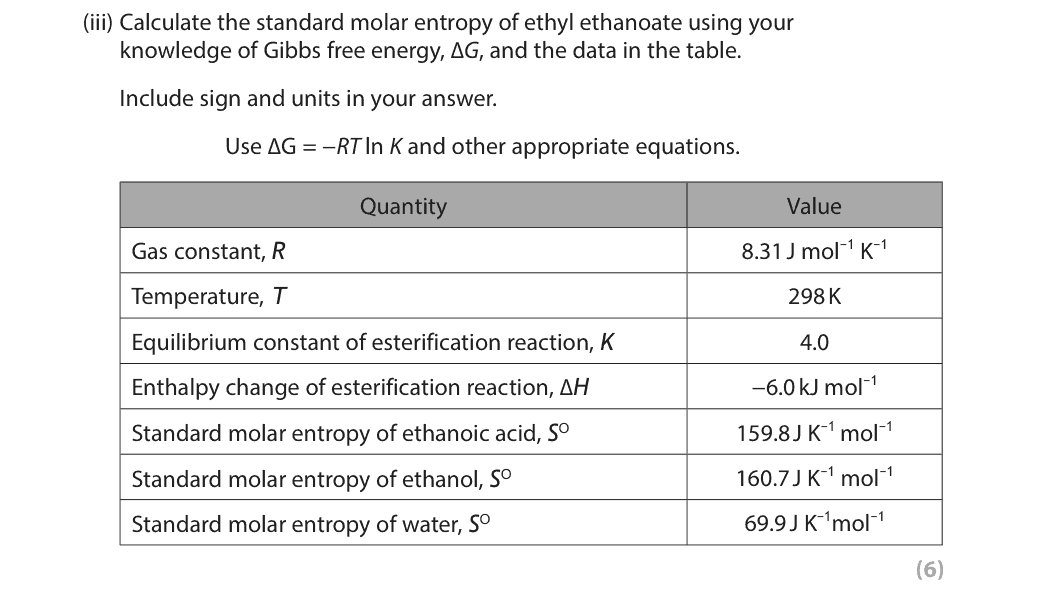 (iii) Calculate the standard molar entropy of ethyl ethanoate using your
knowledge of Gibbs free energy, ΔG, and the data in the table.
Include sign and units in your answer.
Use ΔG = −RT ln K and other appropriate equations.
Quantity Value
Gas constant, R 8.31 J mol⁻¹ K⁻¹
Temperature, T 298 K
Equilibrium constant of esterification reaction, K 4.0
Enthalpy change of esterification reaction, ΔH −6.0 kJ mol⁻¹
Standard molar entropy of ethanoic acid, S⁰ 159.8 J K⁻¹ mol⁻¹
Standard molar entropy of ethanol, S⁰ 160.7 J K⁻¹ mol⁻¹
Standard molar entropy of water, S⁰ 69.9 J K⁻¹mol⁻¹
(6)